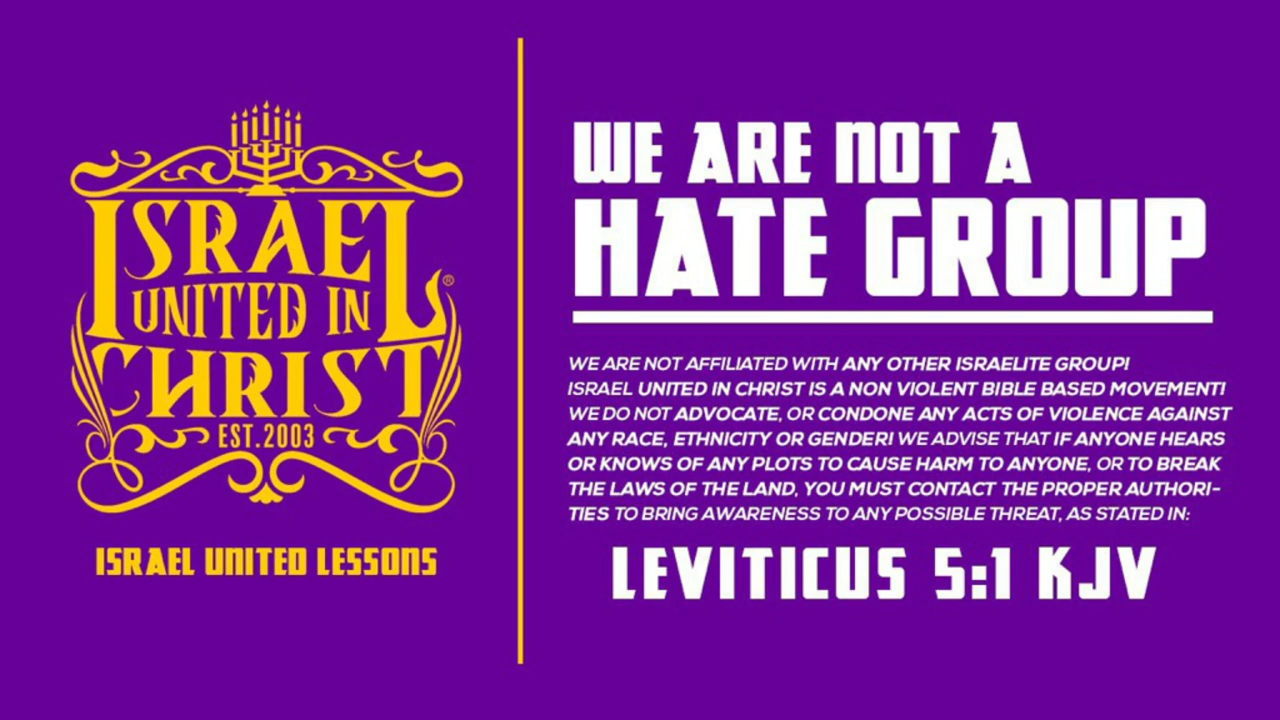 ISRAEL
UNITED IN
CHRIST
®
EST.2003
ISRAEL UNITED LESSONS
WE ARE NOT A
HATE GROUP
WE ARE NOT AFFILIATED WITH ANY OTHER ISRAELITE GROUP!
ISRAEL UNITED IN CHRIST IS A NON VIOLENT BIBLE BASED MOVEMENT!
WE DO NOT ADVOCATE, OR CONDONE ANY ACTS OF VIOLENCE AGAINST
ANY RACE, ETHNICITY OR GENDER! WE ADVISE THAT IF ANYONE HEARS
OR KNOWS OF ANY PLOTS TO CAUSE HARM TO ANYONE, OR TO BREAK
THE LAWS OF THE LAND, YOU MUST CONTACT THE PROPER AUTHORI-
TIES TO BRING AWARENESS TO ANY POSSIBLE THREAT, AS STATED IN:
LEVITICUS 5:1 KJV